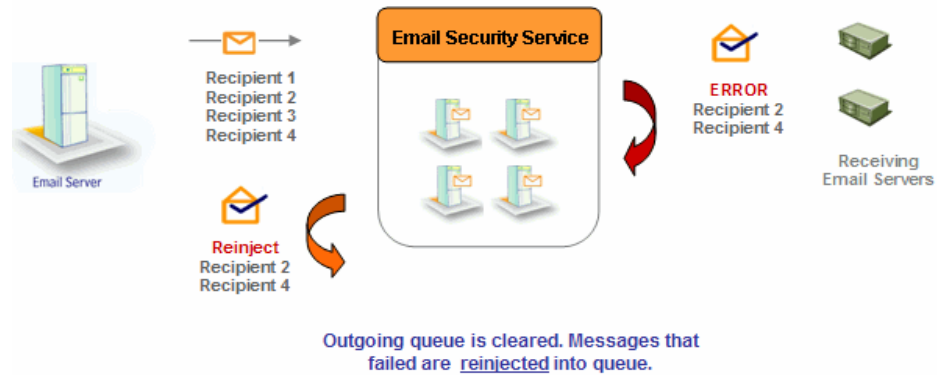 Email Security Service
Recipient 1
Recipient 2
Recipient 3
Recipient 4
Email Server
ERROR
Recipient 2
Recipient 4
Receiving
Email Servers
Reinject
Recipient 2
Recipient 4
Outgoing queue is cleared. Messages that
failed are reinjected into queue.